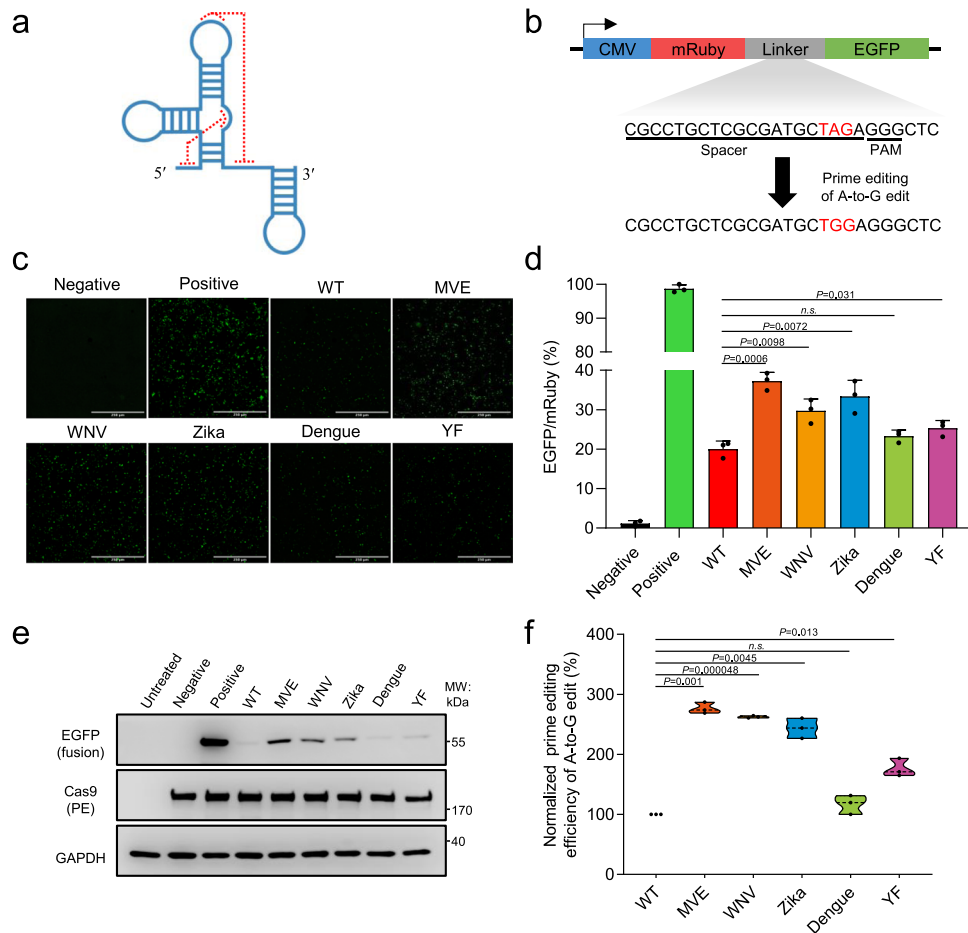 a
5′
3′
b
CMV
mRuby
Linker
EGFP
CGCCTGCTCGCGATGCTAGAGGGCTC
Spacer
PAM
Prime editing
of A-to-G edit
CGCCTGCTCGCGATGCTGGAGGGCTC
c
Negative
Positive
WT
MVE
WNV
Zika
Dengue
YF
d
EGFP/mRuby (%)
100
90
80
40
30
20
10
0
P=0.031
n.s.
P=0.0072
P=0.0098
P=0.0006
Negative
Positive
WT
MVE
WNV
Zika
Dengue
YF
e
Untreated
Negative
Positive
WT
MVE
WNV
Zika
Dengue
YF
MW:
kDa
EGFP
(fusion)
55
Cas9
(PE)
170
40
GAPDH
f
Normalized prime editing
efficiency of A-to-G edit (%)
400
300
200
100
0
P=0.013
n.s.
P=0.0045
P=0.000048
P=0.001
WT
MVE
WNV
Zika
Dengue
YF